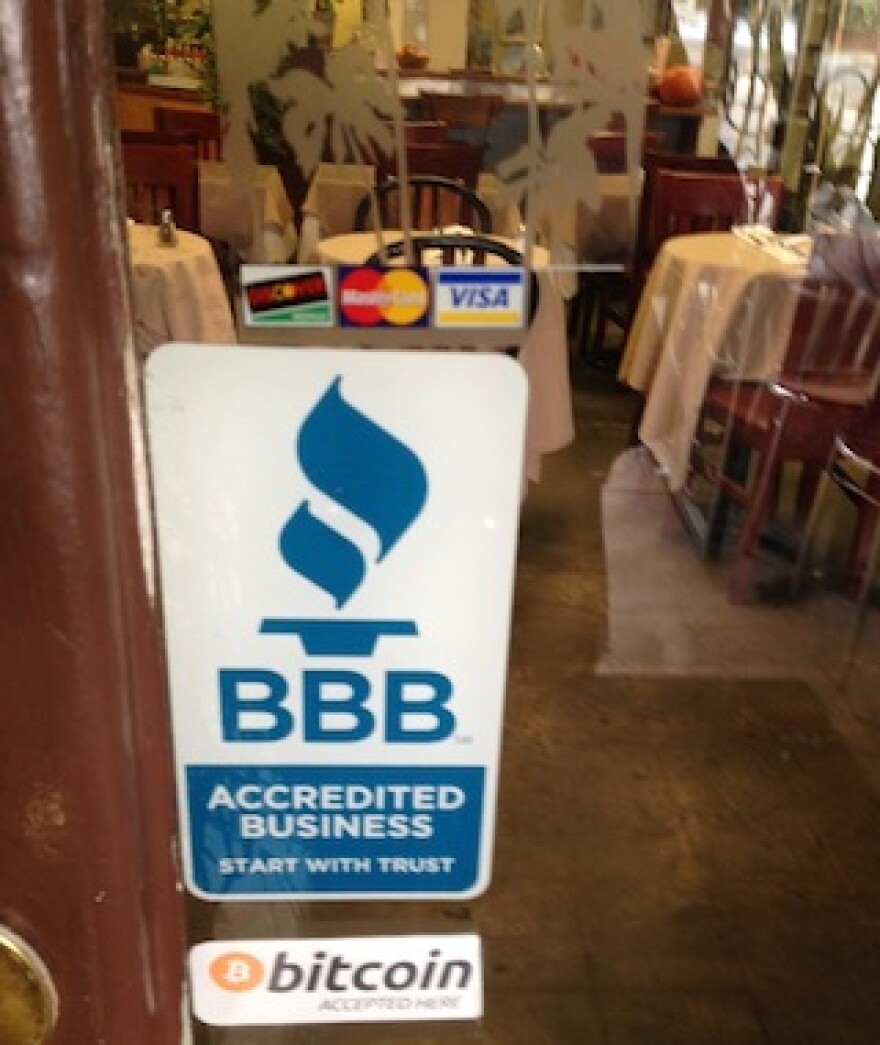 DISCOVER MasterCard VISA
BBB
ACCREDITED
BUSINESS
START WITH TRUST
bitcoin
ACCEPTED HERE